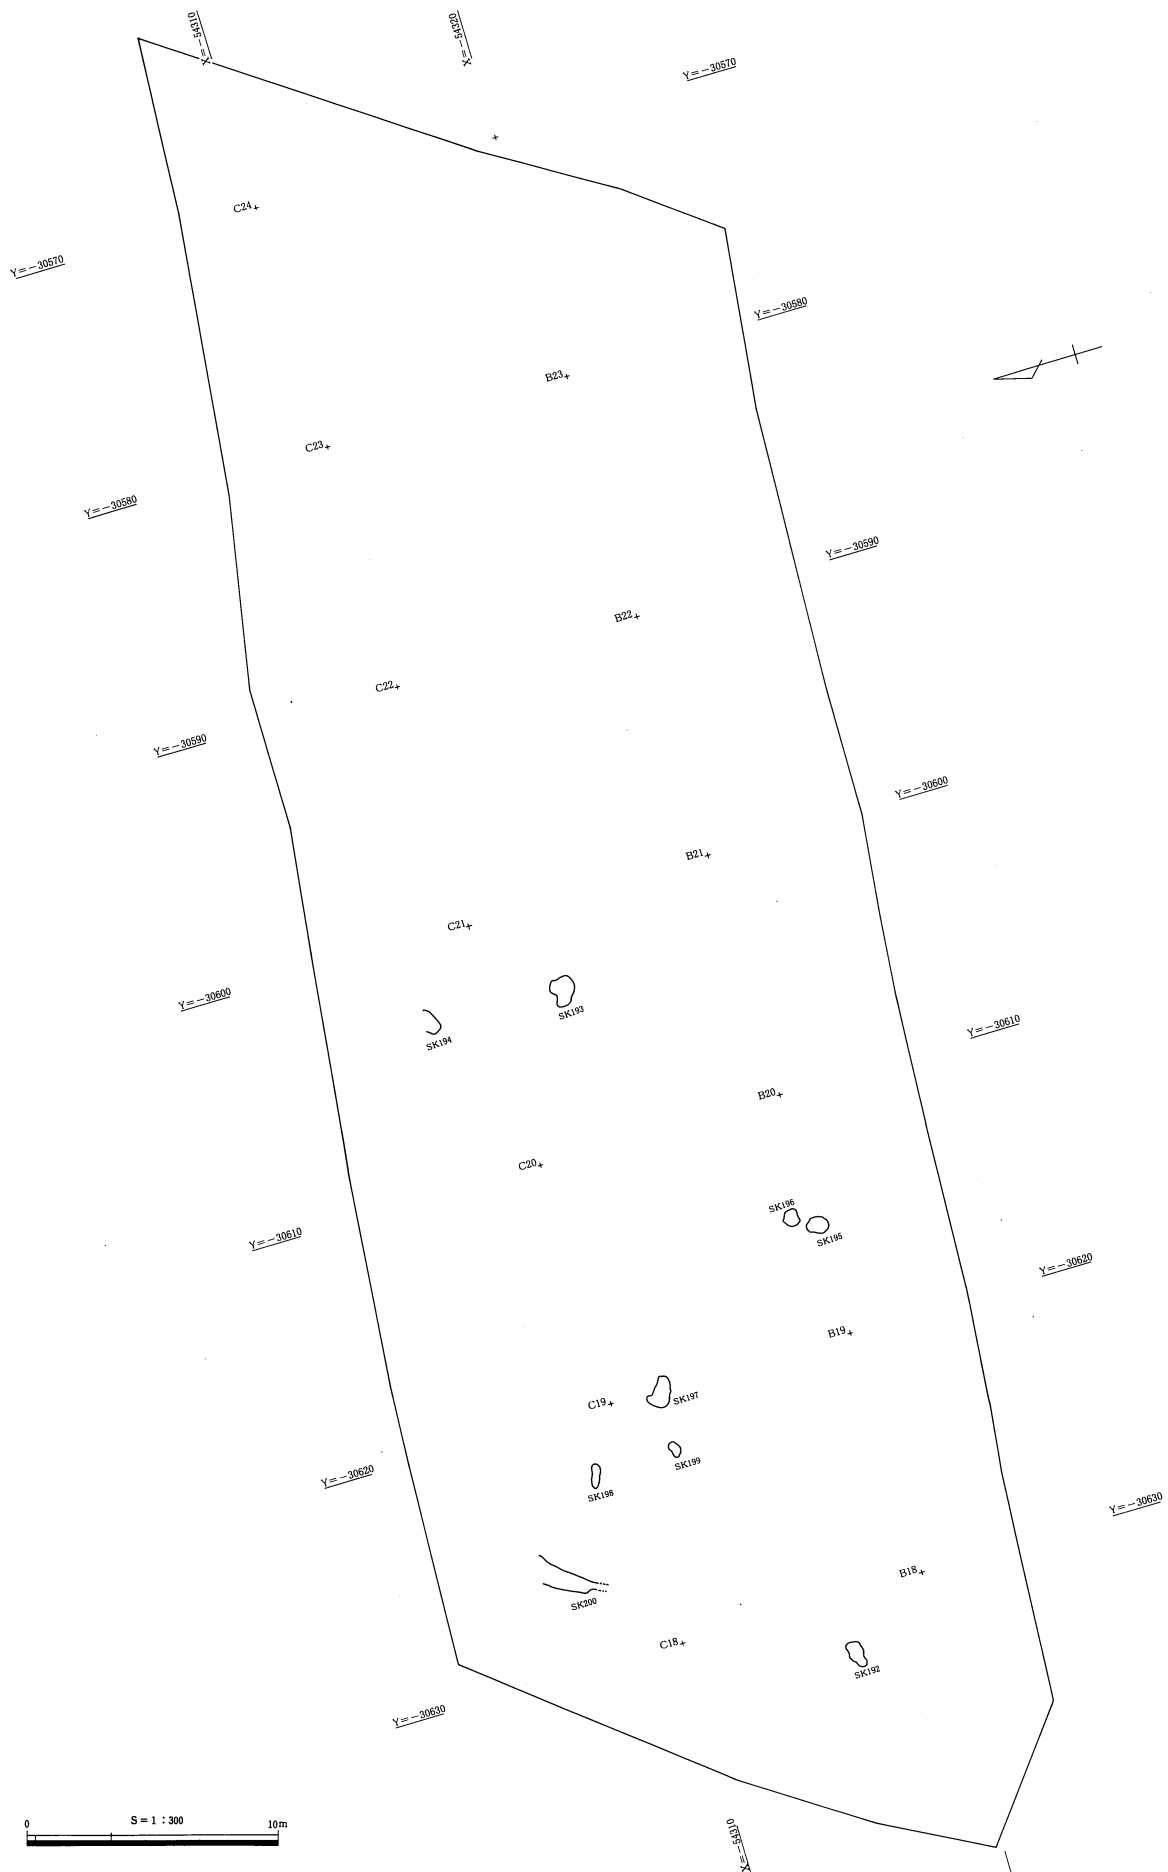 X=-54310
X=-54320
Y=-30570
C24
Y=-30570
Y=-30580
B23
C23
Y=-30580
Y=-30590
B22
C22
Y=-30590
Y=-30600
B21
C21
Y=-30600
SK193
SK194
Y=-30610
B20
C20
SK196
SK195
Y=-30610
Y=-30620
B19
C19
SK197
SK199
Y=-30620
SK198
Y=-30630
B18
SK200
C18
SK192
Y=-30630
S=1:300
0 10m
X=-54310